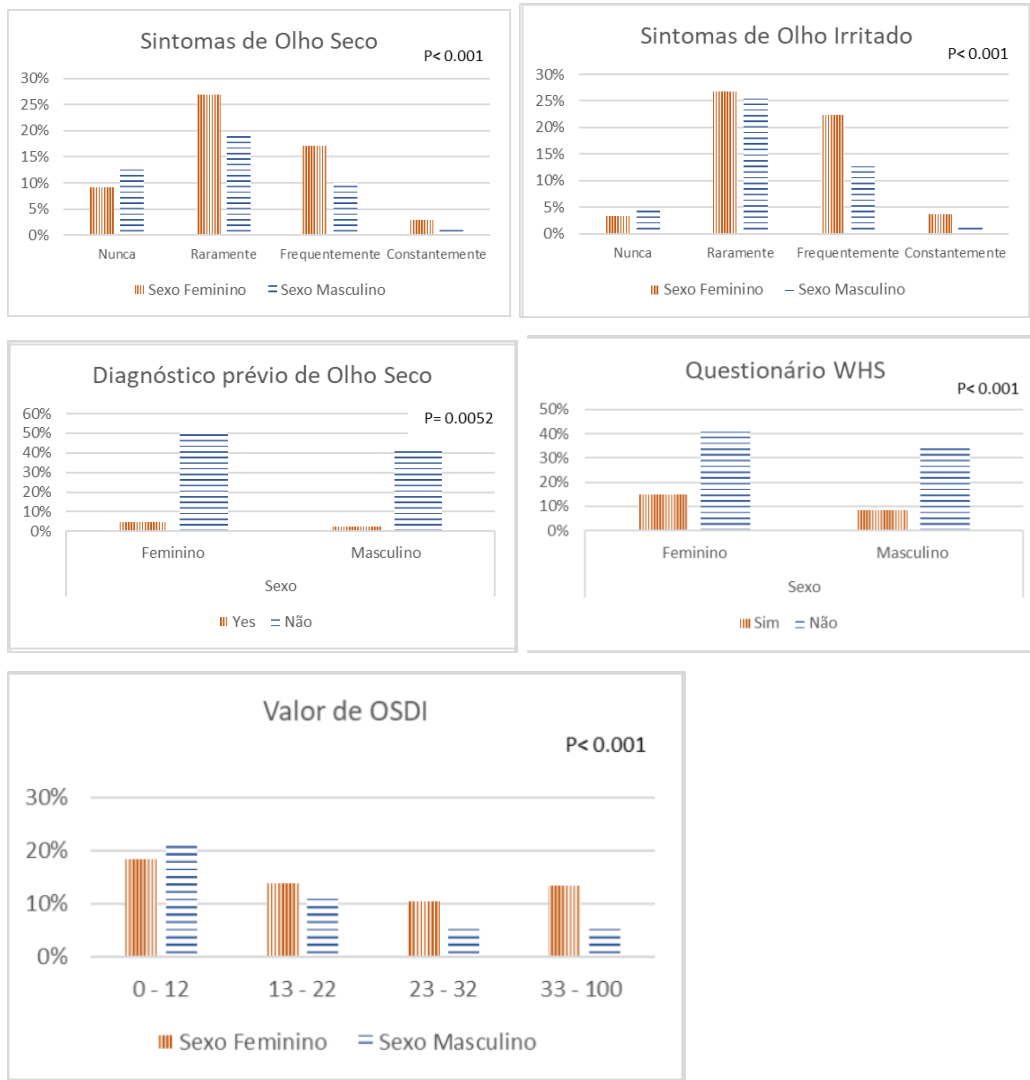 Sintomas de Olho Seco
P< 0.001
30%
25%
20%
15%
10%
5%
0%
Nunca Raramente Frequentemente Constantemente
Sexo Feminino Sexo Masculino
Sintomas de Olho Irritado
P< 0.001
30%
25%
20%
15%
10%
5%
0%
Nunca Raramente Frequentemente Constantemente
Sexo Feminino Sexo Masculino
Diagnóstico prévio de Olho Seco
P= 0.0052
60%
50%
40%
30%
20%
10%
0%
Feminino Masculino
Sexo
Yes Não
Questionário WHS
P< 0.001
50%
40%
30%
20%
10%
0%
Feminino Masculino
Sexo
Sim Não
Valor de OSDI
P< 0.001
30%
20%
10%
0%
0 - 12 13 - 22 23 - 32 33 - 100
Sexo Feminino Sexo Masculino